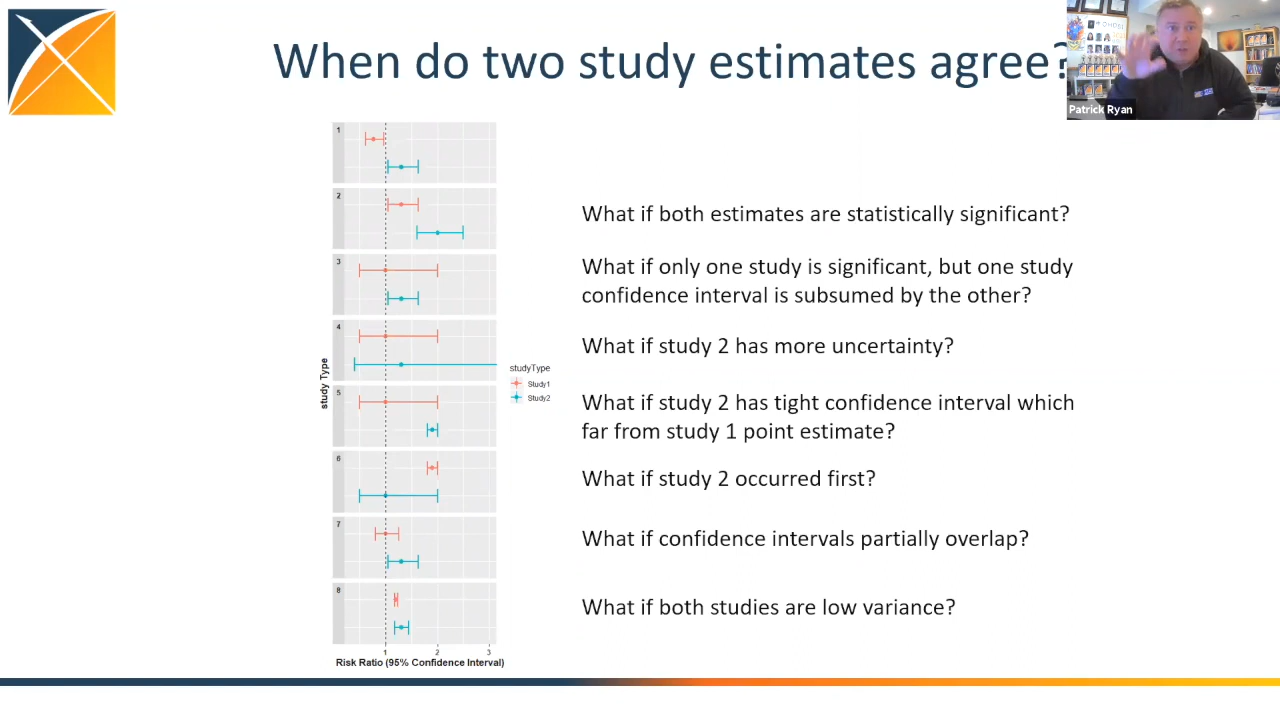 When do two study estimates agree?
Patrick Ryan
1
2
What if both estimates are statistically significant?
3
What if only one study is significant, but one study
confidence interval is subsumed by the other?
4
What if study 2 has more uncertainty?
study Type
studyType
Study1
Study2
5
What if study 2 has tight confidence interval which
far from study 1 point estimate?
6
What if study 2 occurred first?
7
What if confidence intervals partially overlap?
8
What if both studies are low variance?
1 2 3
Risk Ratio (95% Confidence Interval)